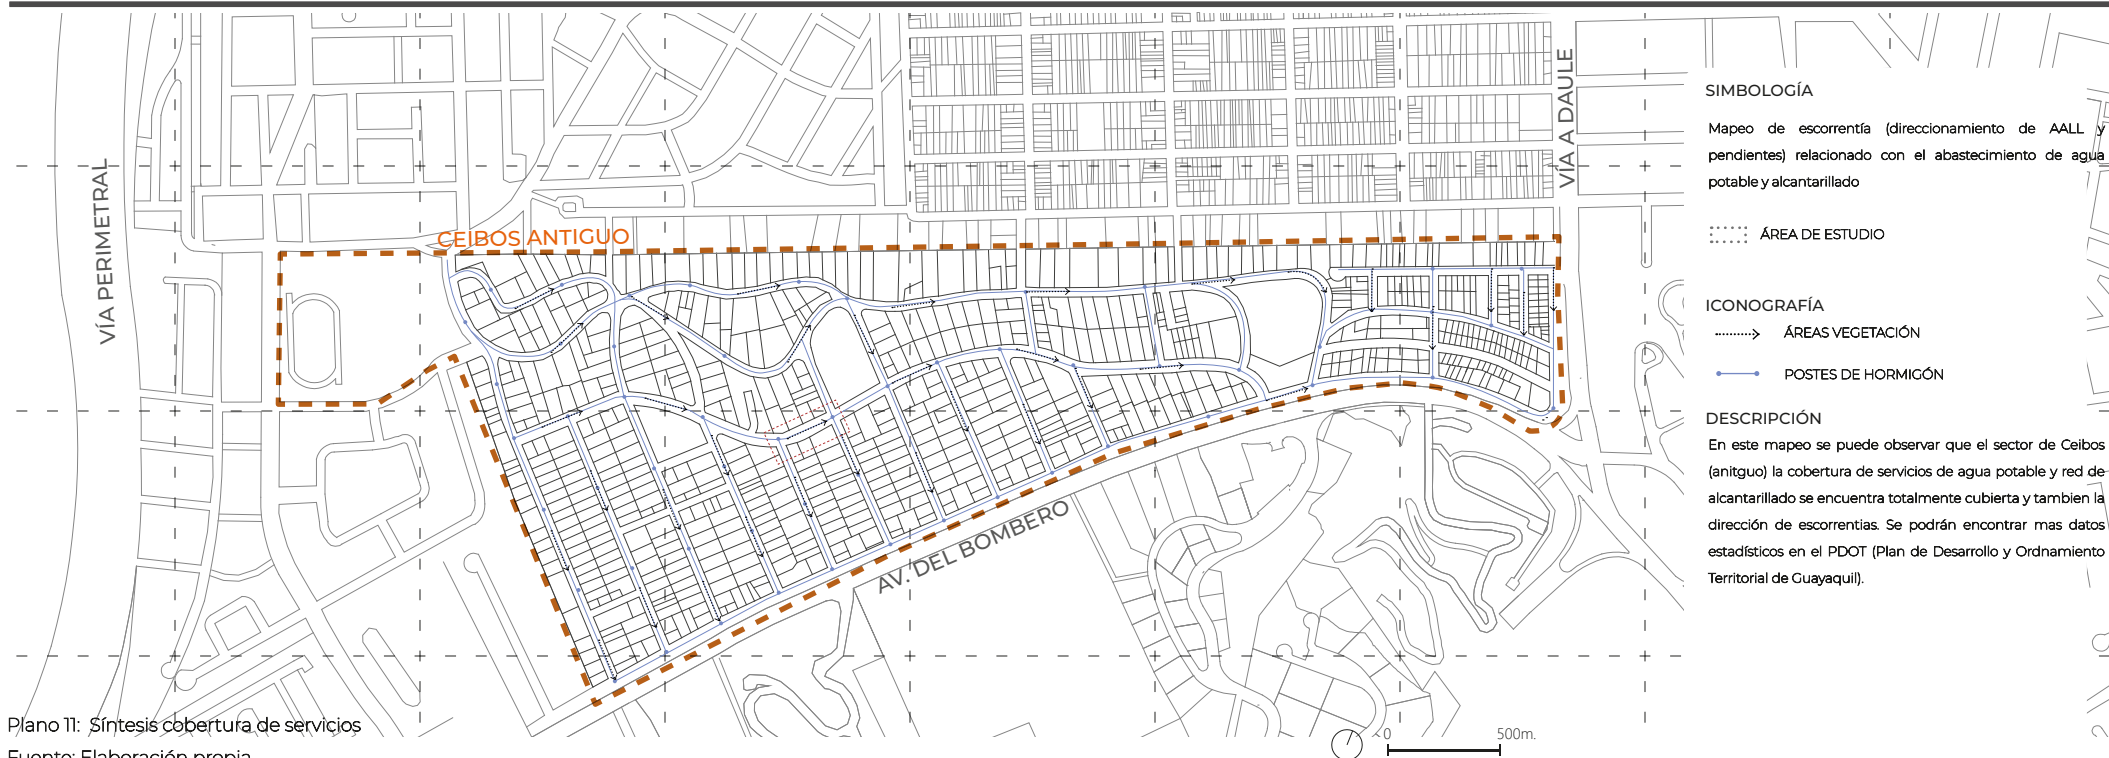 VÍA PERIMETRAL
CEIBOS ANTIGUO
VÍA A DAULE
AV. DEL BOMBERO
SIMBOLOGÍA
Mapeo de escorrentía (direccionamiento de AALL y
pendientes) relacionado con el abastecimiento de agua
potable y alcantarillado
ÁREA DE ESTUDIO
ICONOGRAFÍA
ÁREAS VEGETACIÓN
POSTES DE HORMIGÓN
DESCRIPCIÓN
En este mapeo se puede observar que el sector de Ceibos
(anitguo) la cobertura de servicios de agua potable y red de
alcantarillado se encuentra totalmente cubierta y tambien la
dirección de escorrentias. Se podrán encontrar mas datos
estadísticos en el PDOT (Plan de Desarrollo y Ordnamiento
Territorial de Guayaquil).
Plano 11: Síntesis cobertura de servicios
Fuente: Elaboración propia
0 500m.